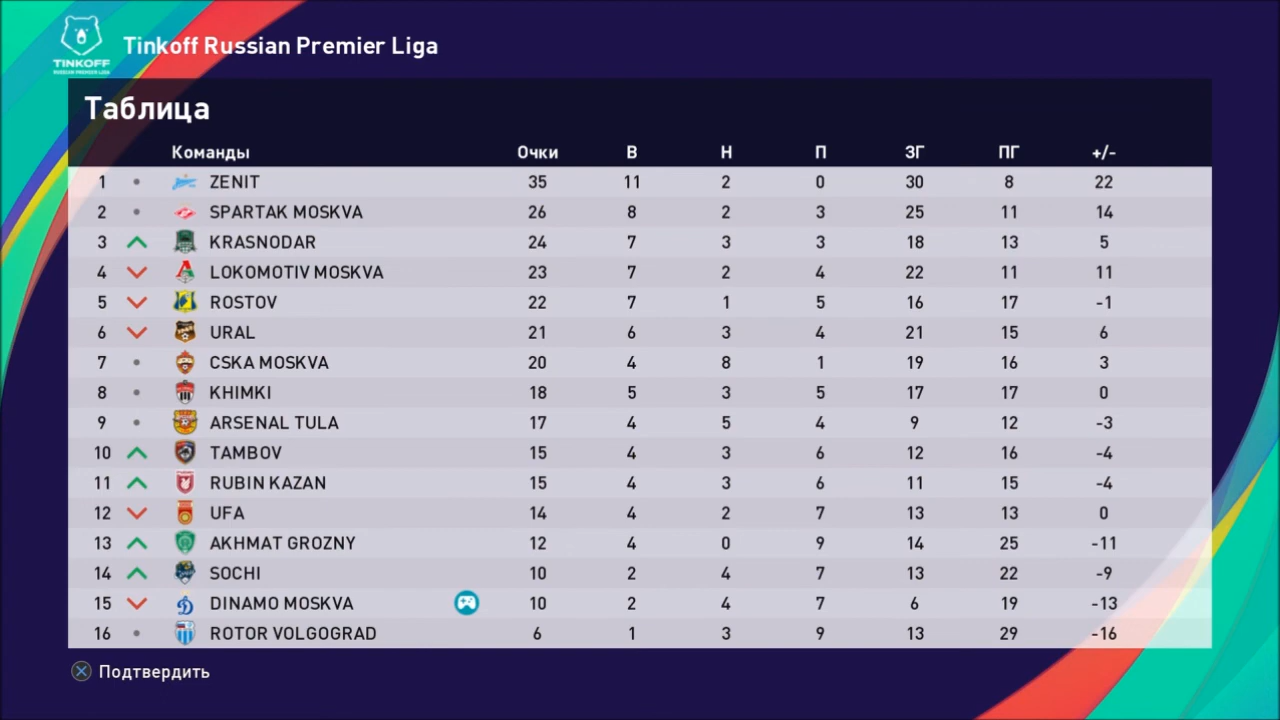 TINKOFF
RUSSIAN PREMIER LIGA
Tinkoff Russian Premier Liga
Таблица
Команды Очки В Н П ЗГ ПГ +/-
1 ZENIT 35 11 2 0 30 8 22
2 SPARTAK MOSKVA 26 8 2 3 25 11 14
3 KRASNODAR 24 7 3 3 18 13 5
4 LOKOMOTIV MOSKVA 23 7 2 4 22 11 11
5 ROSTOV 22 7 1 5 16 17 -1
6 URAL 21 6 3 4 21 15 6
7 CSKA MOSKVA 20 4 8 1 19 16 3
8 KHIMKI 18 5 3 5 17 17 0
9 ARSENAL TULA 17 4 5 4 9 12 -3
10 TAMBOV 15 4 3 6 12 16 -4
11 RUBIN KAZAN 15 4 3 6 11 15 -4
12 UFA 14 4 2 7 13 13 0
13 AKHMAT GROZNY 12 4 0 9 14 25 -11
14 SOCHI 10 2 4 7 13 22 -9
15 DINAMO MOSKVA 10 2 4 7 6 19 -13
16 ROTOR VOLGOGRAD 6 1 3 9 13 29 -16
Подтвердить